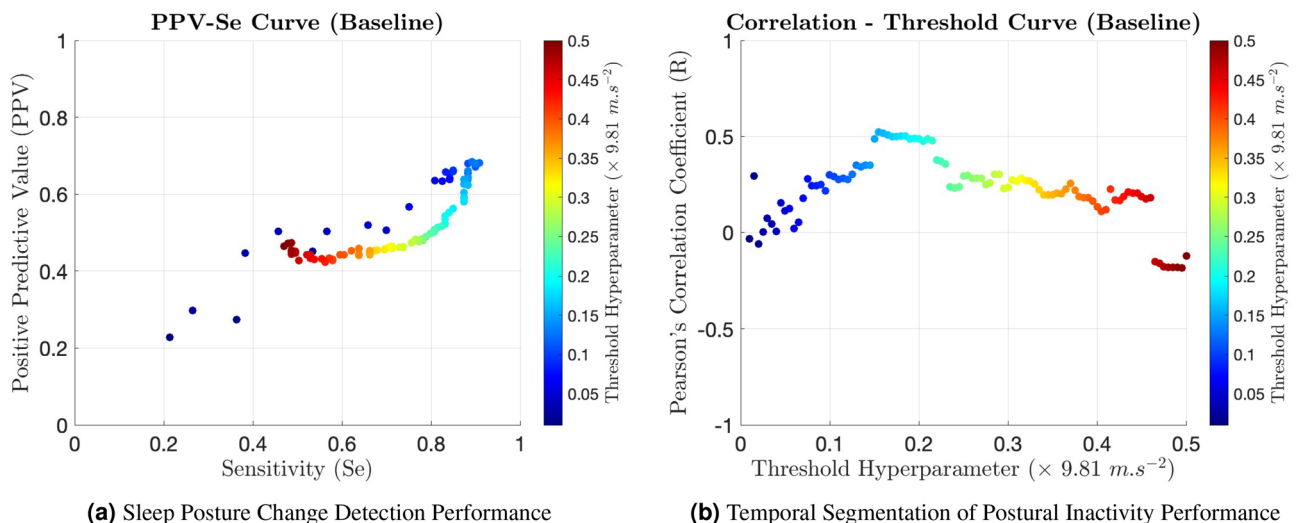 PPV-Se Curve (Baseline)
Positive Predictive Value (PPV)
1
0.8
0.6
0.4
0.2
0
0 0.2 0.4 0.6 0.8 1
Sensitivity (Se)
0.5
0.45
0.4
0.35
0.3
0.25
0.2
0.15
0.1
0.05
Threshold Hyperparameter (× 9.81 m.s⁻²)
(a) Sleep Posture Change Detection Performance
Correlation - Threshold Curve (Baseline)
Pearson's Correlation Coefficient (R)
1
0.5
0
-0.5
-1
0 0.1 0.2 0.3 0.4 0.5
Threshold Hyperparameter (× 9.81 m.s⁻²)
0.5
0.45
0.4
0.35
0.3
0.25
0.2
0.15
0.1
0.05
Threshold Hyperparameter (× 9.81 m.s⁻²)
(b) Temporal Segmentation of Postural Inactivity Performance